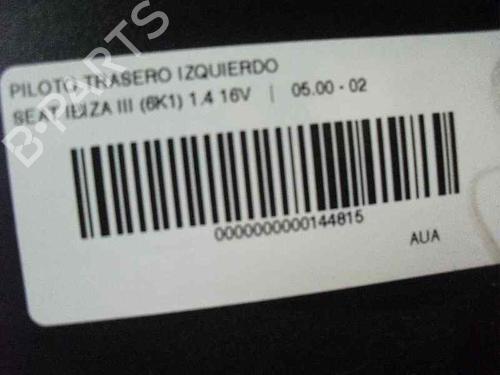 B-PARTS
PILOTO TRASERO IZQUIERDO
SEAT IBIZA III (6K1) 1.4 16V | 05.00 - 02
0000000000144815
AUA